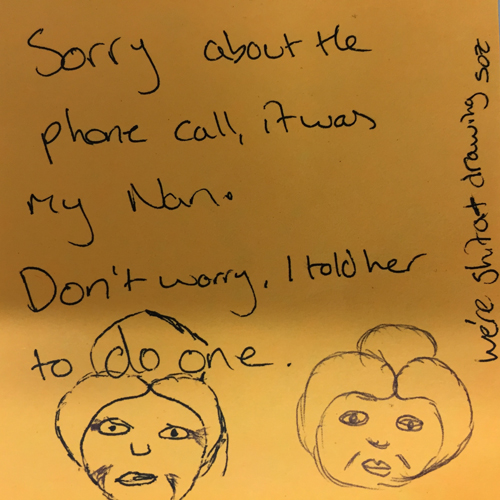 Sorry about the
phone call, it was
my Nan.
Don't worry, I told her
to do one.
we're shit at drawing soz